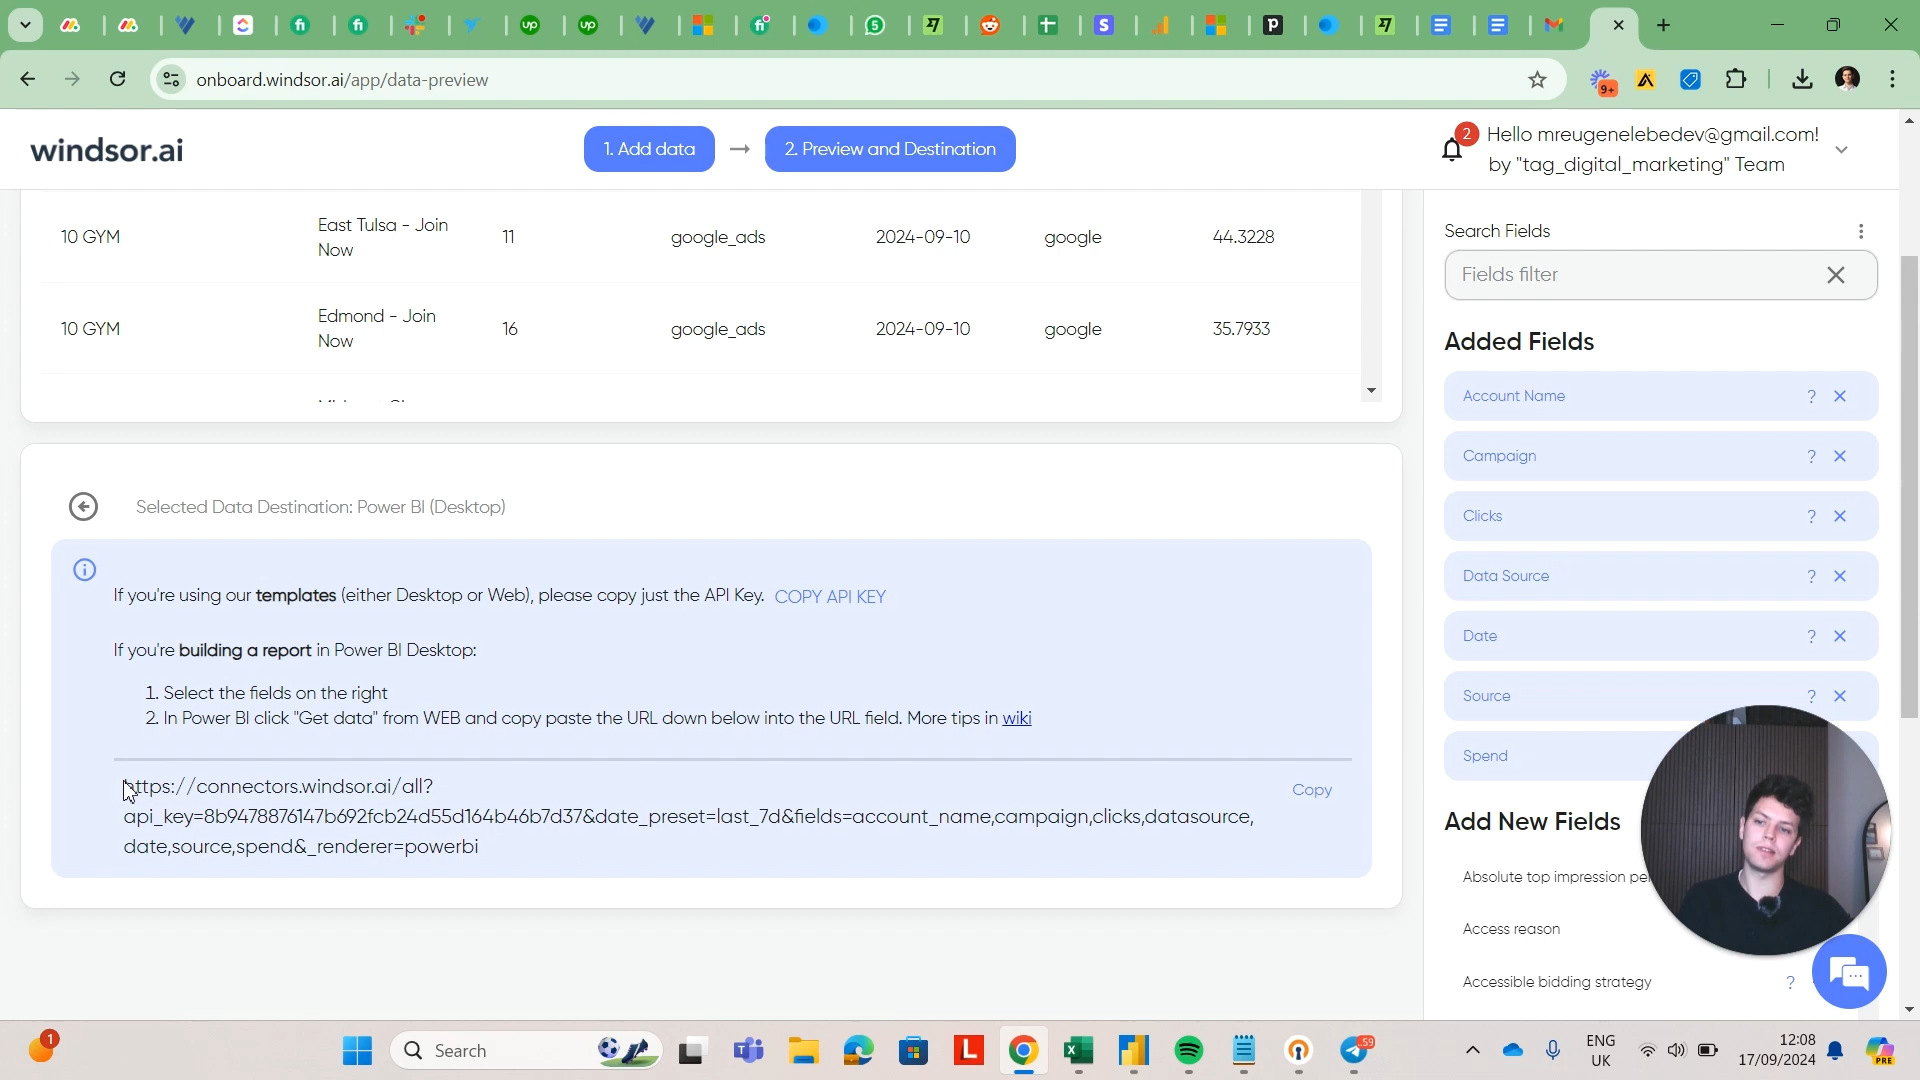 onboard.windsor.ai/app/data-preview
9+
windsor.ai
1. Add data
2. Preview and Destination
2
Hello mreugenelebedev@gmail.com!
by "tag_digital_marketing" Team
10 GYM
East Tulsa - Join
Now
11
google_ads
2024-09-10
google
44.3228
10 GYM
Edmond - Join
Now
16
google_ads
2024-09-10
google
35.7933
Selected Data Destination: Power BI (Desktop)
If you're using our templates (either Desktop or Web), please copy just the API Key. COPY API KEY
If you're building a report in Power BI Desktop:
1. Select the fields on the right
2. In Power BI click "Get data" from WEB and copy paste the URL down below into the URL field. More tips in wiki
https://connectors.windsor.ai/all?
api_key=8b9478876147b692fcb24d55d164b46b7d37&date_preset=last_7d&fields=account_name,campaign,clicks,datasource,
date,source,spend&_renderer=powerbi
Copy
Search Fields
Fields filter
Added Fields
Account Name ?
Campaign ?
Clicks ?
Data Source ?
Date ?
Source ?
Spend
Add New Fields
Absolute top impression pe
Access reason
Accessible bidding strategy ?
1
Search
L
59
ENG
UK
12:08
17/09/2024
PRE